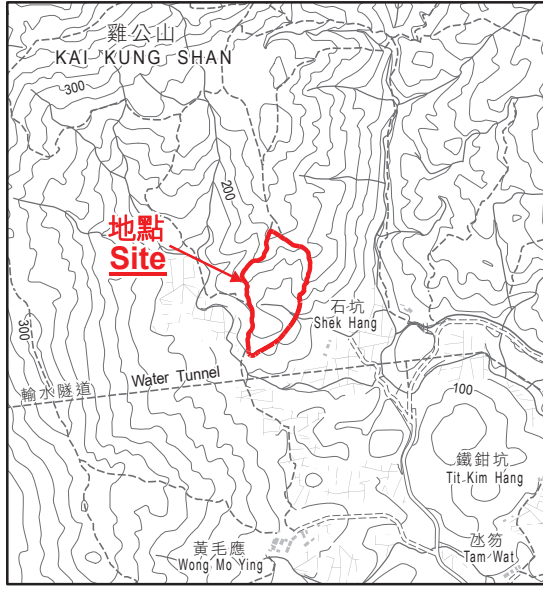 雞公山
KAI KUNG SHAN
300
200
地點
Site
石坑
Shek Hang
300
輸水隧道
Water Tunnel
100
鐵鉗坑
Tit Kim Hang
黃毛應
Wong Mo Ying
氹笏
Tam Wat